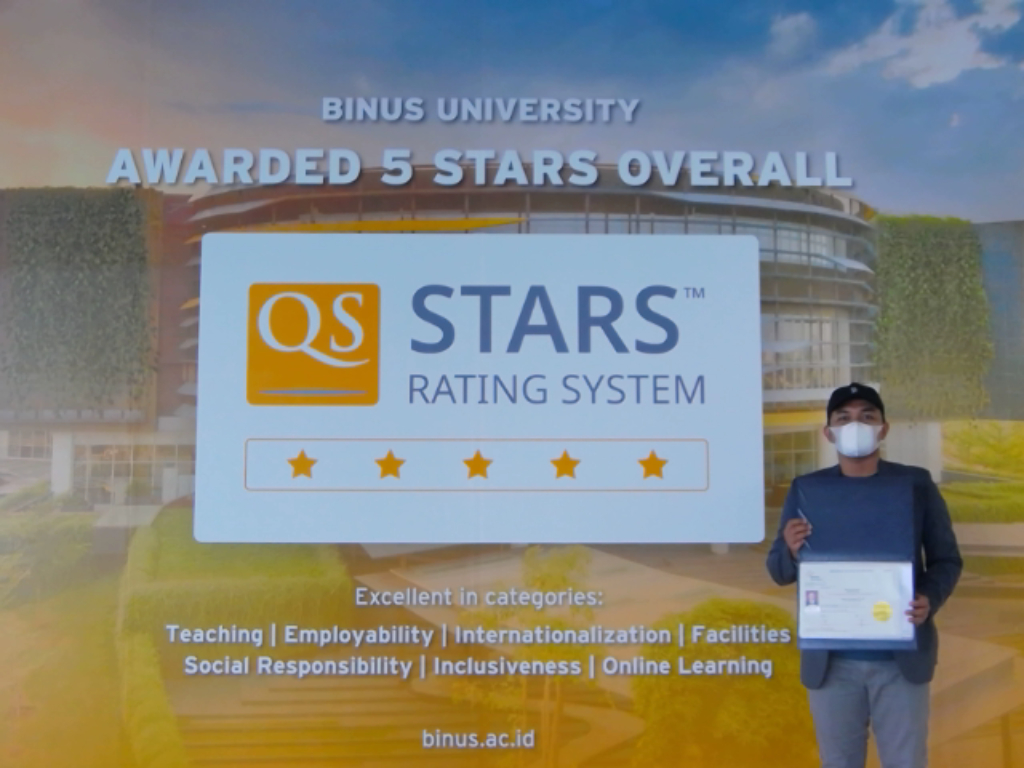 BINUS UNIVERSITY
AWARDED 5 STARS OVERALL
QS
STARS™
RATING SYSTEM
Excellent in categories:
Teaching | Employability | Internationalization | Facilities
Social Responsibility | Inclusiveness | Online Learning
binus.ac.id